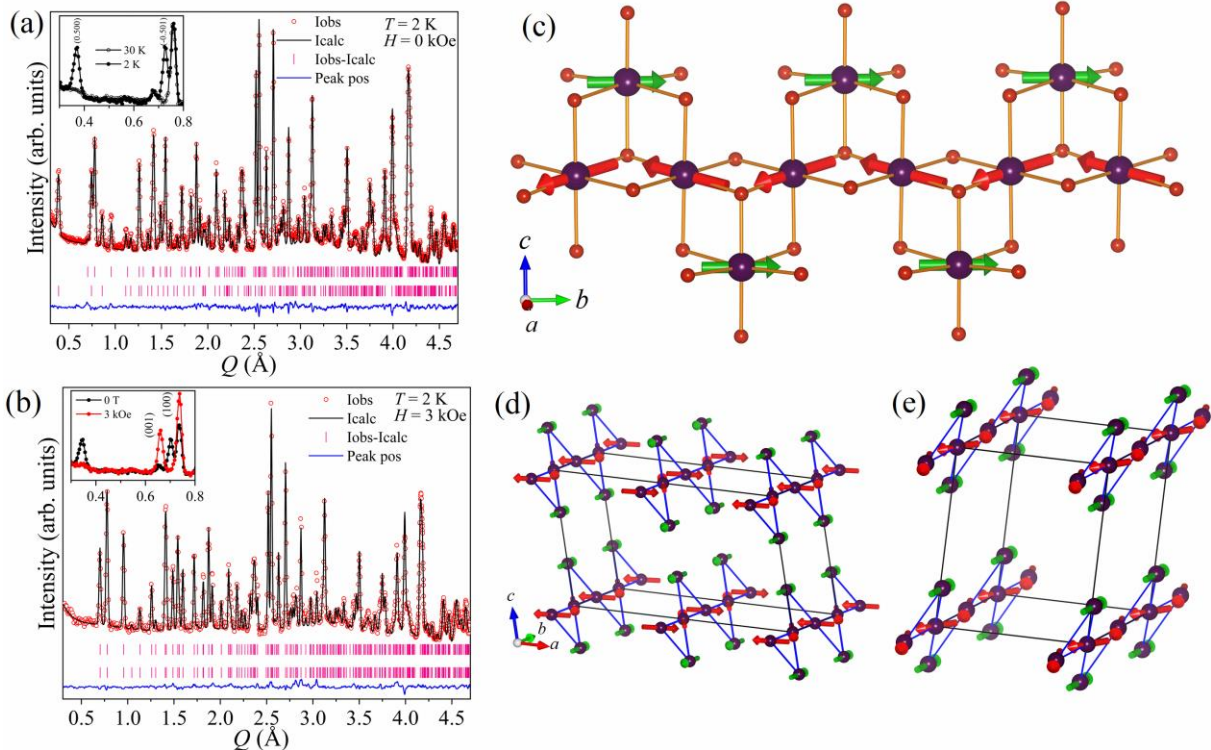 (a)
Iobs
Icalc
Iobs-Icalc
Peak pos
T = 2 K
H = 0 kOe
(0.500)
(-0.501)
30 K
2 K
0.4 0.6 0.8
Intensity (arb. units)
0.5 1.0 1.5 2.0 2.5 3.0 3.5 4.0 4.5
Q (Å)
(b)
Iobs
Icalc
Iobs-Icalc
Peak pos
T = 2 K
H = 3 kOe
0 T
3 kOe
(001)
(100)
0.4 0.6 0.8
Intensity (arb. units)
0.5 1.0 1.5 2.0 2.5 3.0 3.5 4.0 4.5
Q (Å)
(c)
c
b
a
(d)
c
b
a
(e)